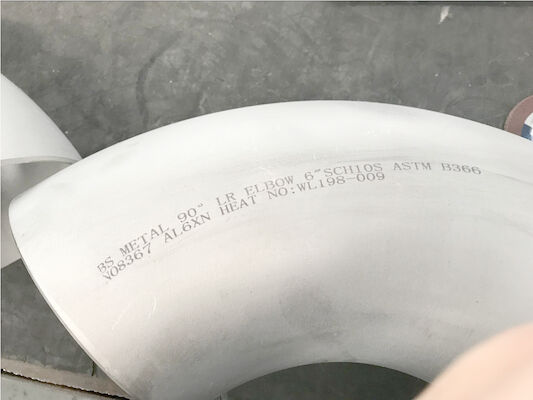 BS METAL 90° LR ELBOW 6"SCH10S ASTM B366
N08367 AL6XN HEAT NO:WL198-009